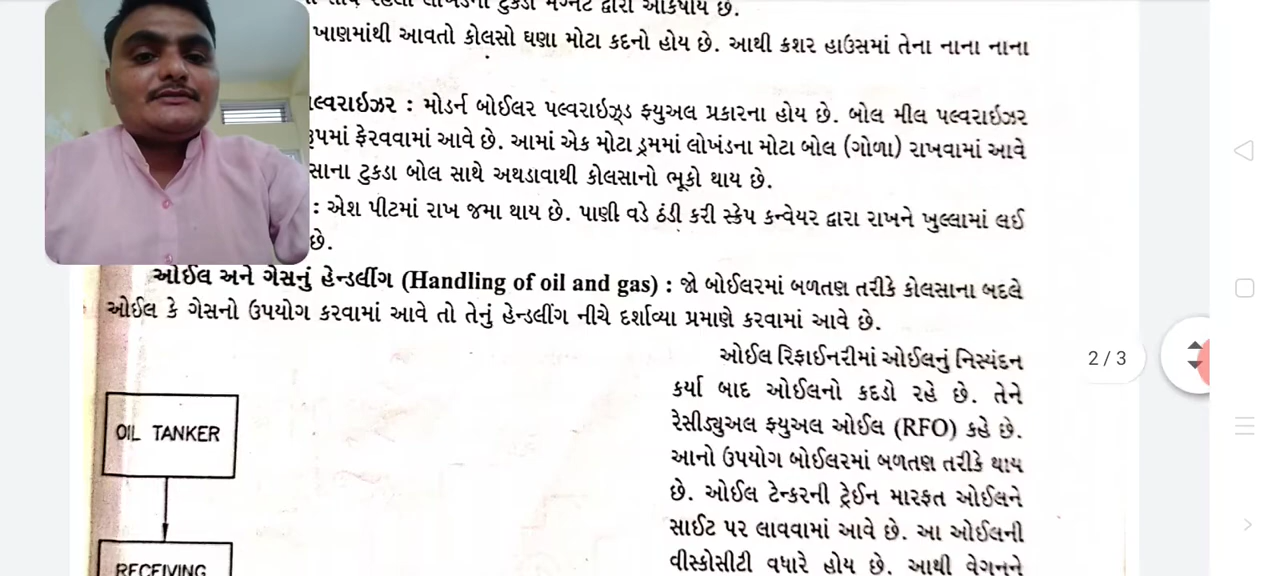 ટુકડા મેગ્નેટ દ્વારા આકર્ષાય છે.
ખાણમાંથી આવતો કોલસો ઘણા મોટા કદનો હોય છે. આથી ક્રશર હાઉસમાં તેના નાના નાના
પલ્વરાઈઝર : મોડર્ન બોઈલર પલ્વરાઈઝ્ડ ફ્યુઅલ પ્રકારના હોય છે. બોલ મીલ પલ્વરાઈઝર
રૂપમાં ફેરવવામાં આવે છે. આમાં એક મોટા ડ્રમમાં લોખંડના મોટા બોલ (ગોળા) રાખવામાં આવે
સાના ટુકડા બોલ સાથે અથડાવાથી કોલસાનો ભૂકો થાય છે.
: એશ પીટમાં રાખ જમા થાય છે. પાણી વડે ઠંડી કરી સ્ક્રેપ કન્વેયર દ્વારા રાખને ખુલ્લામાં લઈ
છે.
ઓઈલ અને ગેસનું હેન્ડલીંગ (Handling of oil and gas) : જો બોઈલરમાં બળતણ તરીકે કોલસાના બદલે
ઓઈલ કે ગેસનો ઉપયોગ કરવામાં આવે તો તેનું હેન્ડલીંગ નીચે દર્શાવ્યા પ્રમાણે કરવામાં આવે છે.
ઓઈલ રિફાઈનરીમાં ઓઈલનું નિસ્યંદન
કર્યા બાદ ઓઈલનો કદડો રહે છે. તેને
રેસીડ્યુઅલ ફ્યુઅલ ઓઈલ (RFO) કહે છે.
આનો ઉપયોગ બોઈલરમાં બળતણ તરીકે થાય
છે. ઓઈલ ટેન્કરની ટ્રેઈન મારફત ઓઈલને
સાઈટ પર લાવવામાં આવે છે. આ ઓઈલની
વીસ્કોસીટી વધારે હોય છે. આથી વેગનને
2 / 3
OIL TANKER
RECEIVING